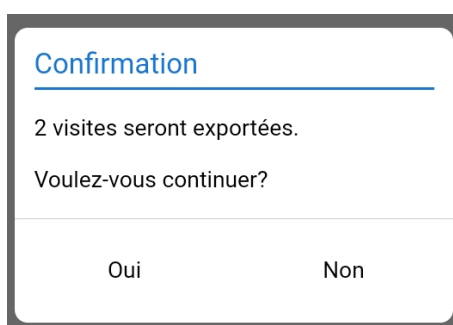 Confirmation
2 visites seront exportées.
Voulez-vous continuer?
Oui
Non